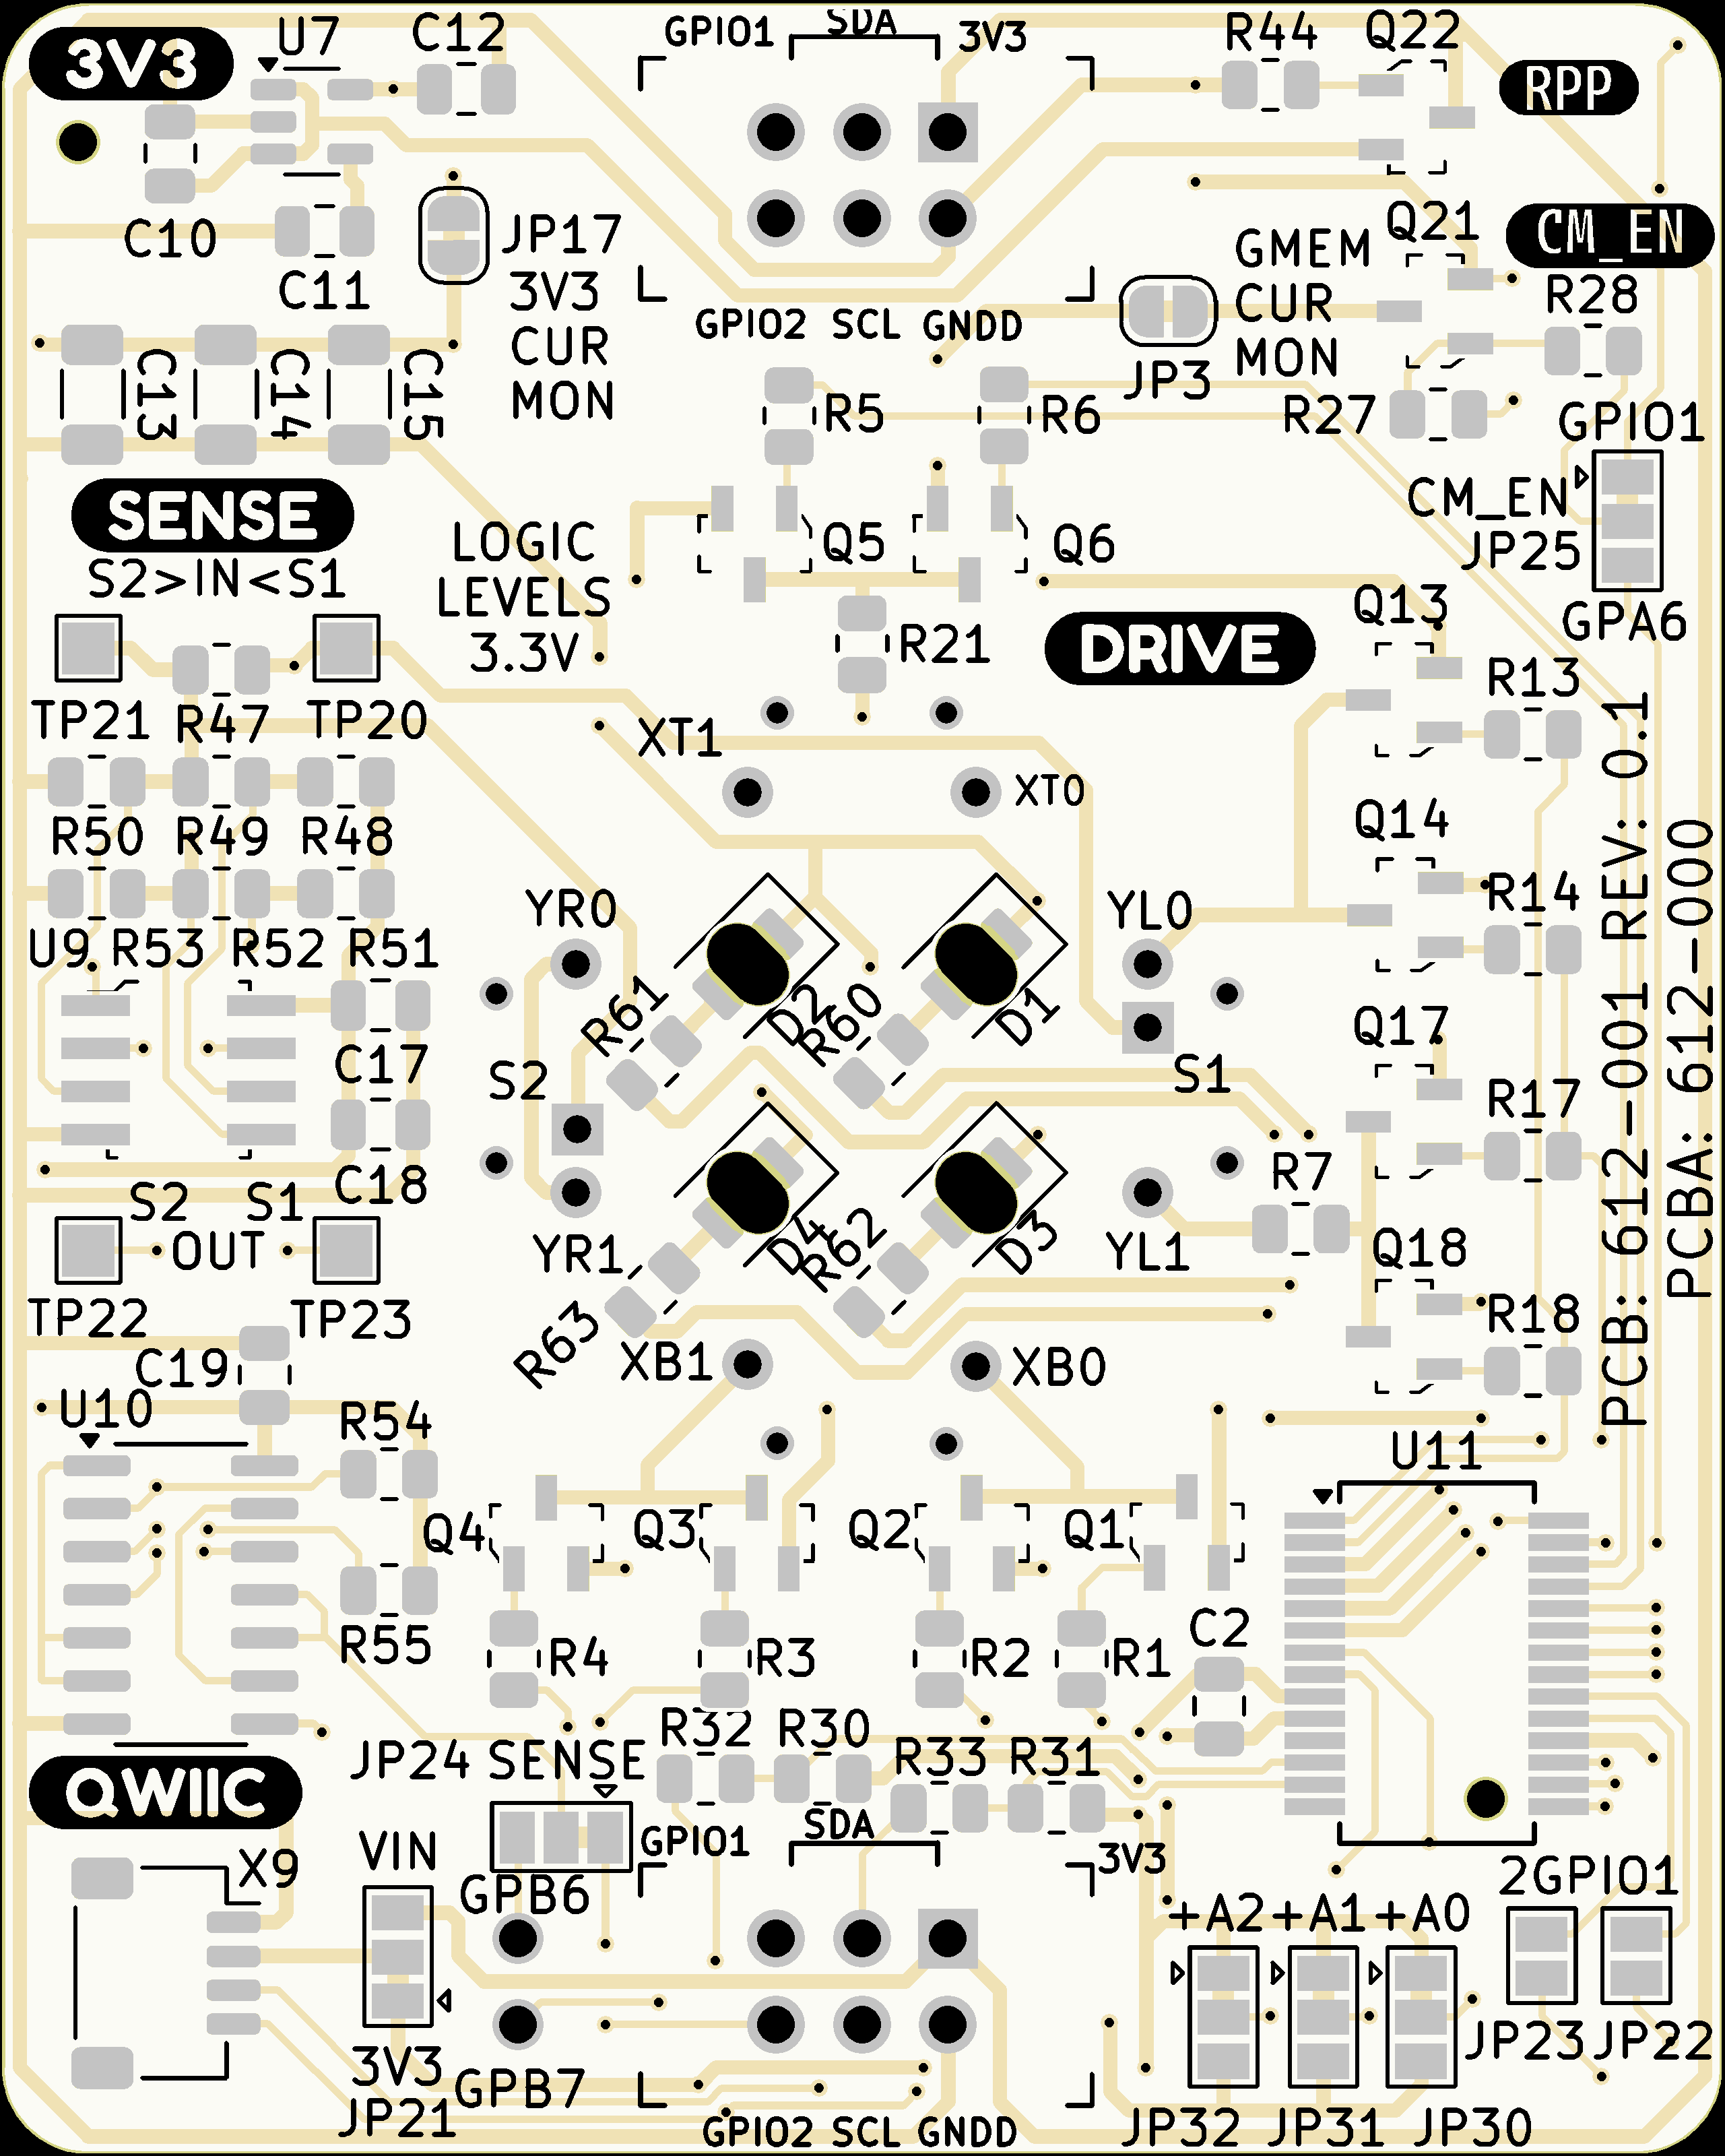 3V3
U7
C12
GPIO1
SDA
3V3
R44
Q22
RPP
C10
C11
JP17
3V3
CUR
MON
GPIO2 SCL GNDD
GMEM
CUR
MON
JP3
Q21
CM_EN
R28
R27
C13
C14
C15
R5
R6
GPIO1
CM_EN
JP25
GPA6
SENSE
S2>IN<S1
LOGIC
LEVELS
3.3V
Q5
Q6
R21
DRIVE
Q13
R13
TP21
R47
TP20
XT1
XT0
R50
R49
R48
Q14
R14
YR0
YL0
U9
R53
R52
R51
R61
D2
R60
D1
Q17
C17
S2
S1
R17
C18
R7
S2
S1
OUT
YR1
D4
R62
D3
YL1
Q18
R18
TP22
TP23
C19
R63
XB1
XB0
PCB: 612-001 REV: 0.1
PCBA: 612-000
U10
R54
U11
Q4
Q3
Q2
Q1
R55
R4
R3
R2
R1
C2
R32
R30
R33
R31
JP24
SENSE
QWIIC
VIN
X9
GPB6
GPIO1
SDA
3V3
2GPIO1
+A2
+A1
+A0
3V3
JP21
GPB7
GPIO2 SCL GNDD
JP32
JP31
JP30
JP23
JP22